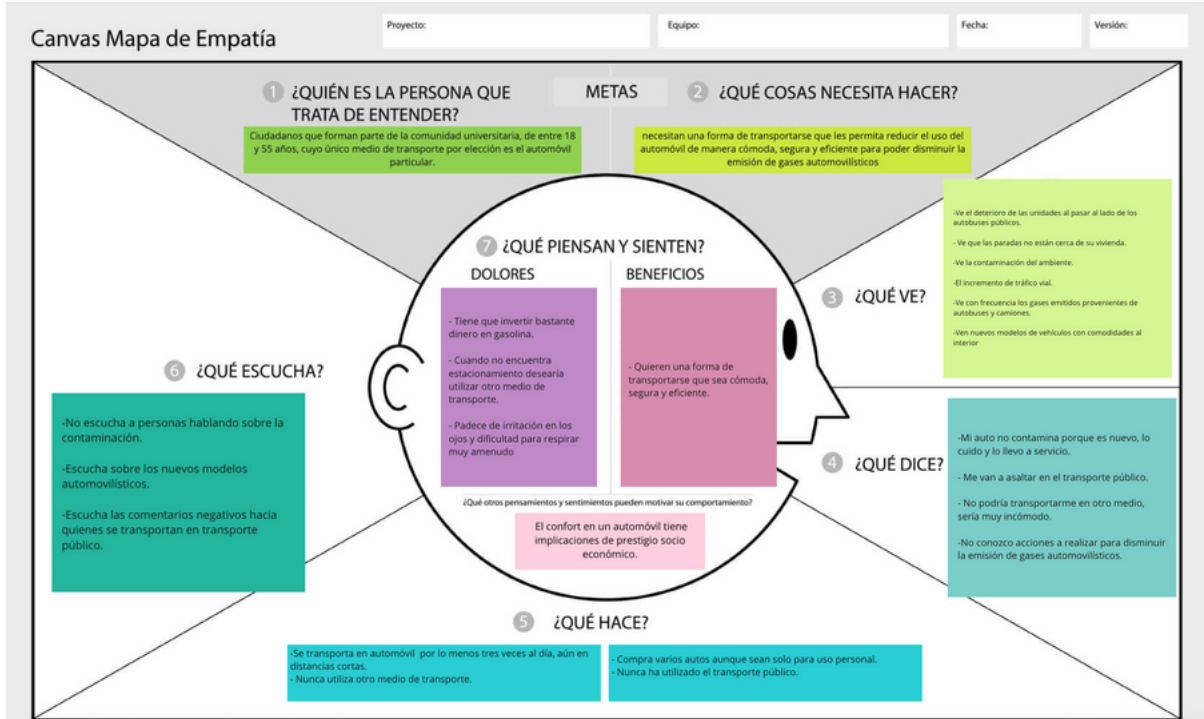 Canvas Mapa de Empatía
Proyecto:
Equipo:
Fecha:
Versión:
1 ¿QUIÉN ES LA PERSONA QUE
TRATA DE ENTENDER?
METAS
2 ¿QUÉ COSAS NECESITA HACER?
Ciudadanos que forman parte de la comunidad universitaria, de entre 18
y 55 años, cuyo único medio de transporte por elección es el automóvil
particular.
necesitan una forma de transportarse que les permita reducir el uso del
automóvil de manera cómoda, segura y eficiente para poder disminuir la
emisión de gases automovilísticos
3 ¿QUÉ VE?
-Ve el deterioro de las unidades al pasar al lado de los
autobuses públicos.
- Ve que las paradas no están cerca de su vivienda.
-Ve la contaminación del ambiente.
-El incremento de tráfico vial.
-Ve con frecuencia los gases emitidos provenientes de
autobuses y camiones.
-Ven nuevos modelos de vehículos con comodidades al
interior
4 ¿QUÉ DICE?
-Mi auto no contamina porque es nuevo, lo
cuido y lo llevo a servicio.
- Me van a asaltar en el transporte público.
- No podría transportarme en otro medio,
sería muy incómodo.
-No conozco acciones a realizar para disminuir
la emisión de gases automovilísticos.
5 ¿QUÉ HACE?
-Se transporta en automóvil por lo menos tres veces al día, aún en
distancias cortas.
- Nunca utiliza otro medio de transporte.
- Compra varios autos aunque sean solo para uso personal.
- Nunca ha utilizado el transporte público.
6 ¿QUÉ ESCUCHA?
-No escucha a personas hablando sobre la
contaminación.
-Escucha sobre los nuevos modelos
automovilísticos.
-Escucha las comentarios negativos hacia
quienes se transportan en transporte
público.
7 ¿QUÉ PIENSAN Y SIENTEN?
DOLORES
- Tiene que invertir bastante
dinero en gasolina.
- Cuando no encuentra
estacionamiento desearía
utilizar otro medio de
transporte.
- Padece de irritación en los
ojos y dificultad para respirar
muy amenudo
BENEFICIOS
- Quieren una forma de
transportarse que sea cómoda,
segura y eficiente.
¿Qué otros pensamientos y sentimientos pueden motivar su comportamiento?
El confort en un automóvil tiene
implicaciones de prestigio socio
económico.